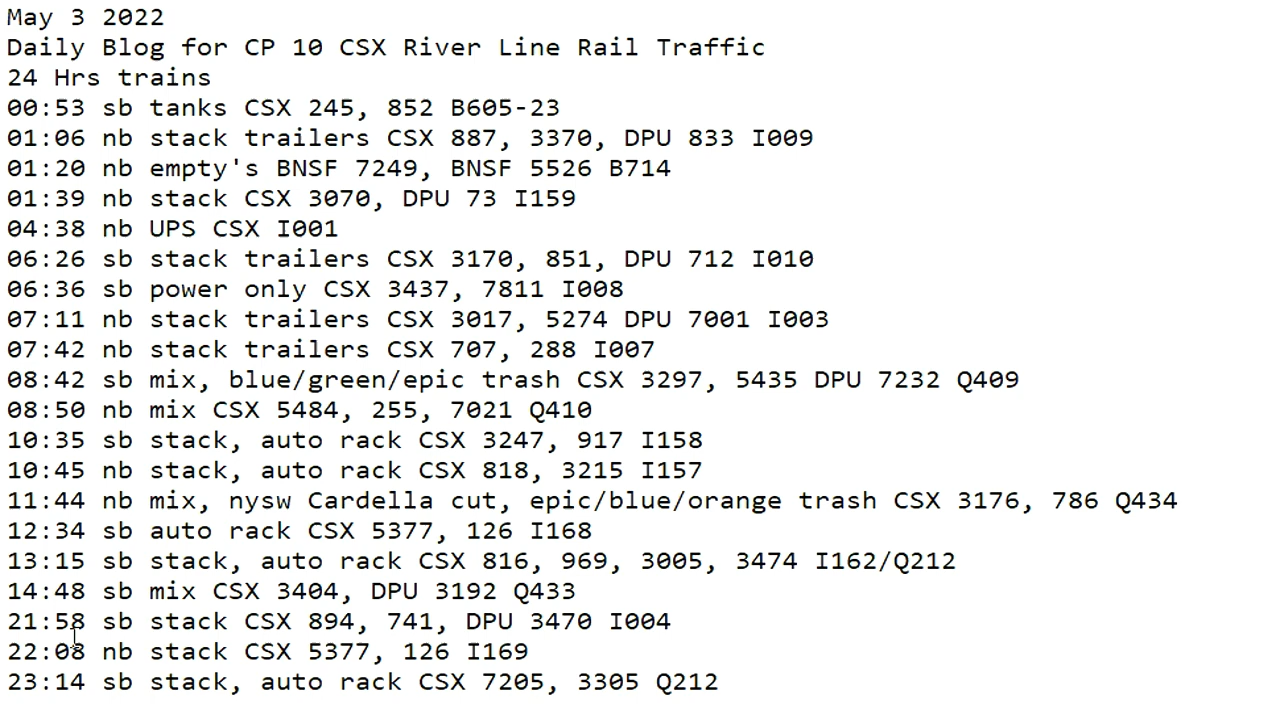 May 3 2022
Daily Blog for CP 10 CSX River Line Rail Traffic
24 Hrs trains
00:53 sb tanks CSX 245, 852 B605-23
01:06 nb stack trailers CSX 887, 3370, DPU 833 I009
01:20 nb empty's BNSF 7249, BNSF 5526 B714
01:39 nb stack CSX 3070, DPU 73 I159
04:38 nb UPS CSX I001
06:26 sb stack trailers CSX 3170, 851, DPU 712 I010
06:36 sb power only CSX 3437, 7811 I008
07:11 nb stack trailers CSX 3017, 5274 DPU 7001 I003
07:42 nb stack trailers CSX 707, 288 I007
08:42 sb mix, blue/green/epic trash CSX 3297, 5435 DPU 7232 Q409
08:50 nb mix CSX 5484, 255, 7021 Q410
10:35 sb stack, auto rack CSX 3247, 917 I158
10:45 nb stack, auto rack CSX 818, 3215 I157
11:44 nb mix, nysw Cardella cut, epic/blue/orange trash CSX 3176, 786 Q434
12:34 sb auto rack CSX 5377, 126 I168
13:15 sb stack, auto rack CSX 816, 969, 3005, 3474 I162/Q212
14:48 sb mix CSX 3404, DPU 3192 Q433
21:58 sb stack CSX 894, 741, DPU 3470 I004
22:08 nb stack CSX 5377, 126 I169
23:14 sb stack, auto rack CSX 7205, 3305 Q212